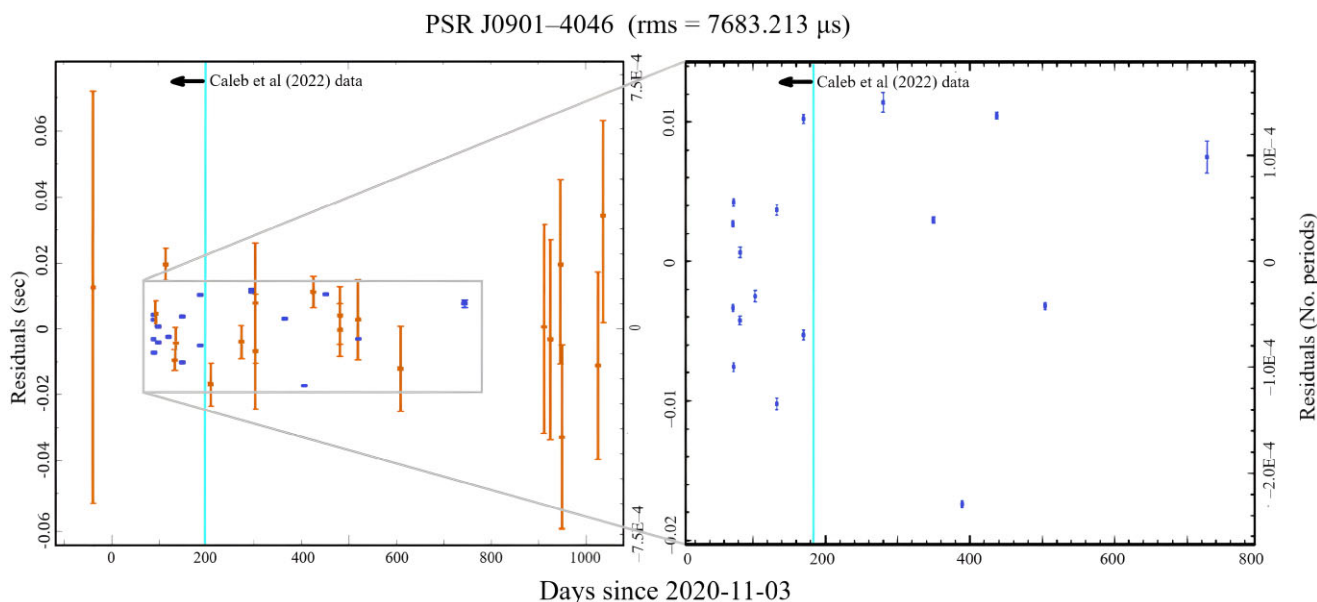 PSR J0901–4046 (rms = 7683.213 μs)
Caleb et al (2022) data
Caleb et al (2022) data
Residuals (sec)
0.06
0.04
0.02
0
-0.02
-0.04
-0.06
7.5E−4
0
−7.5E−4
0 200 400 600 800 1000
0.01
0
-0.01
-0.02
1.0E−4
0
-1.0E−4
−2.0E−4
Residuals (No. periods)
0 200 400 600 800
Days since 2020-11-03